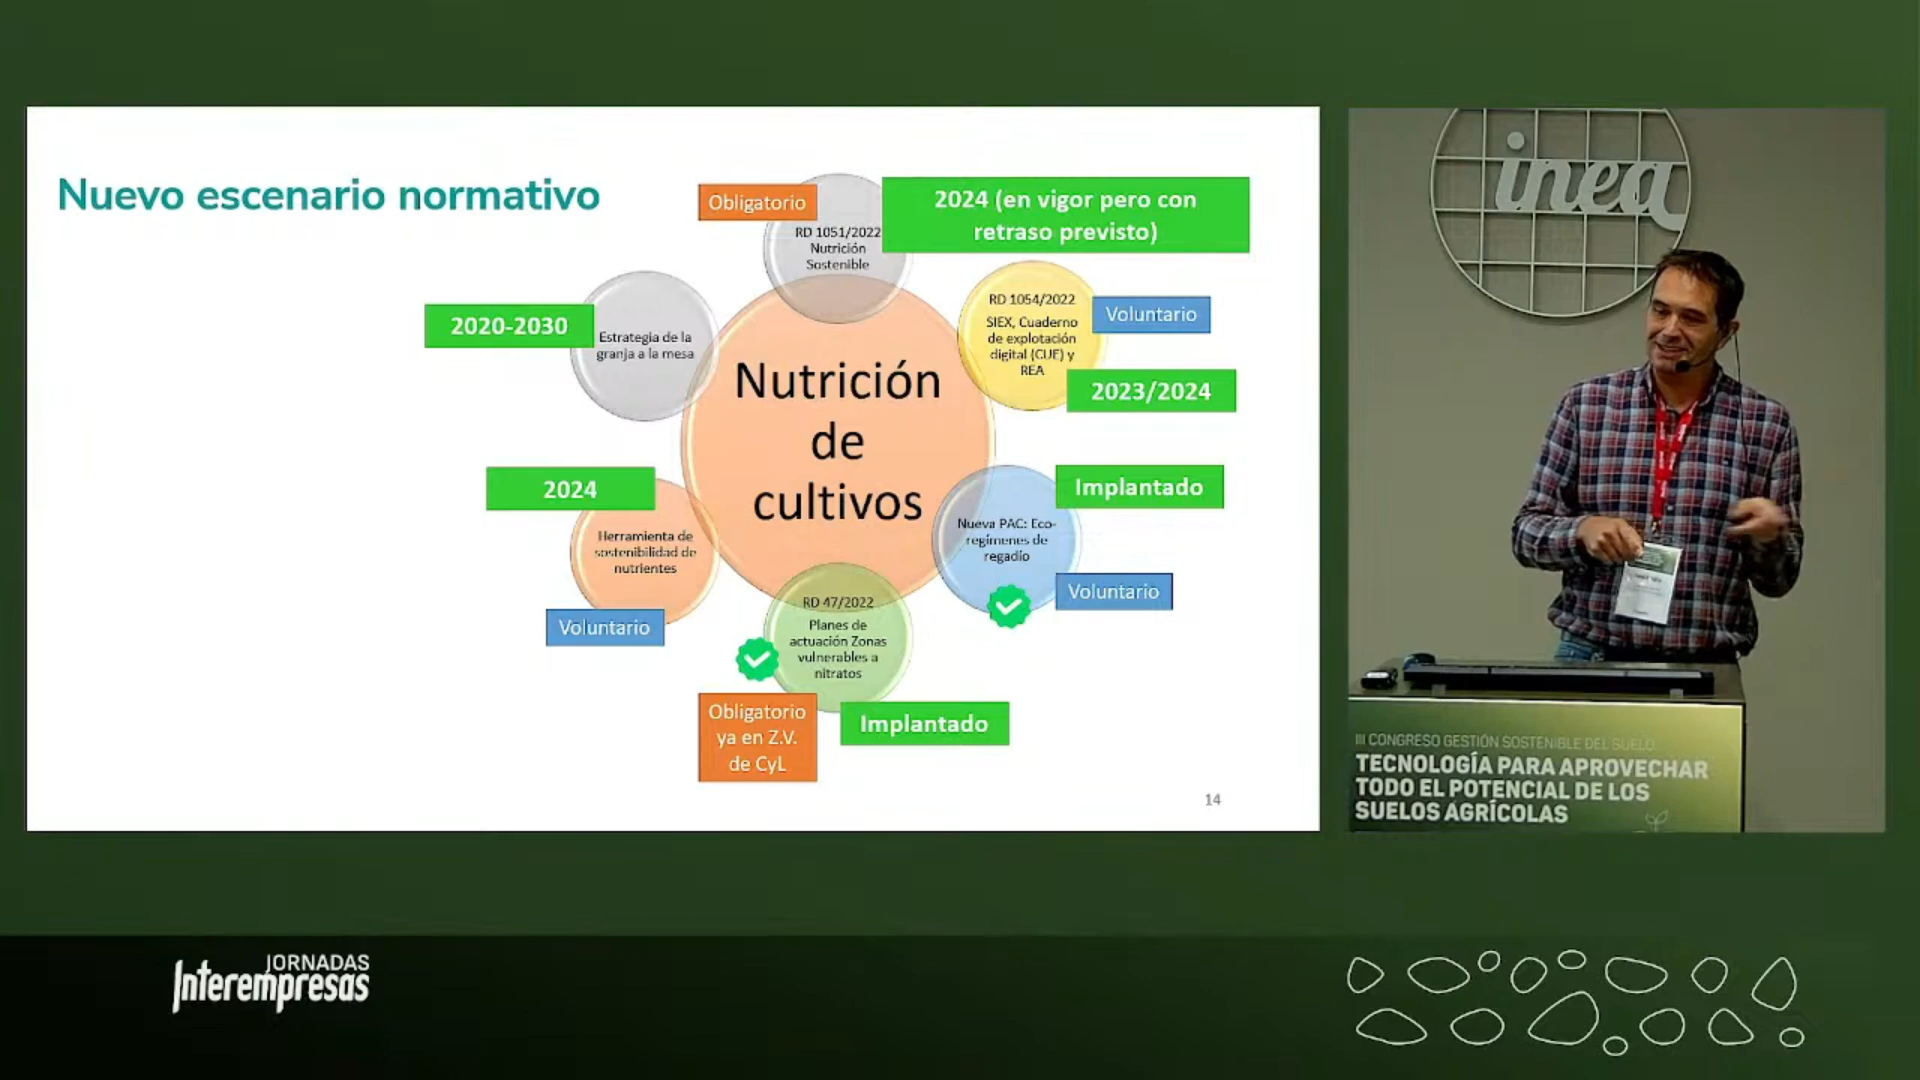 Nuevo escenario normativo
Obligatorio
2024 (en vigor pero con
retraso previsto)
RD 1051/2022
Nutrición
Sostenible
2020-2030
Estrategia de la
granja a la mesa
RD 1054/2022
SIEX, Cuaderno
de explotación
digital (CUE) y
REA
Voluntario
2023/2024
Nutrición
de
cultivos
2024
Herramienta de
sostenibilidad de
nutrientes
Voluntario
Implantado
Nueva PAC: Eco-
regímenes de
regadío
Voluntario
RD 47/2022
Planes de
actuación Zonas
vulnerables a
nitratos
Obligatorio
ya en Z.V.
de CyL
Implantado
14
inea
III CONGRESO GESTIÓN SOSTENIBLE DEL SUELO
TECNOLOGÍA PARA APROVECHAR
TODO EL POTENCIAL DE LOS
SUELOS AGRÍCOLAS
JORNADAS
Interempresas